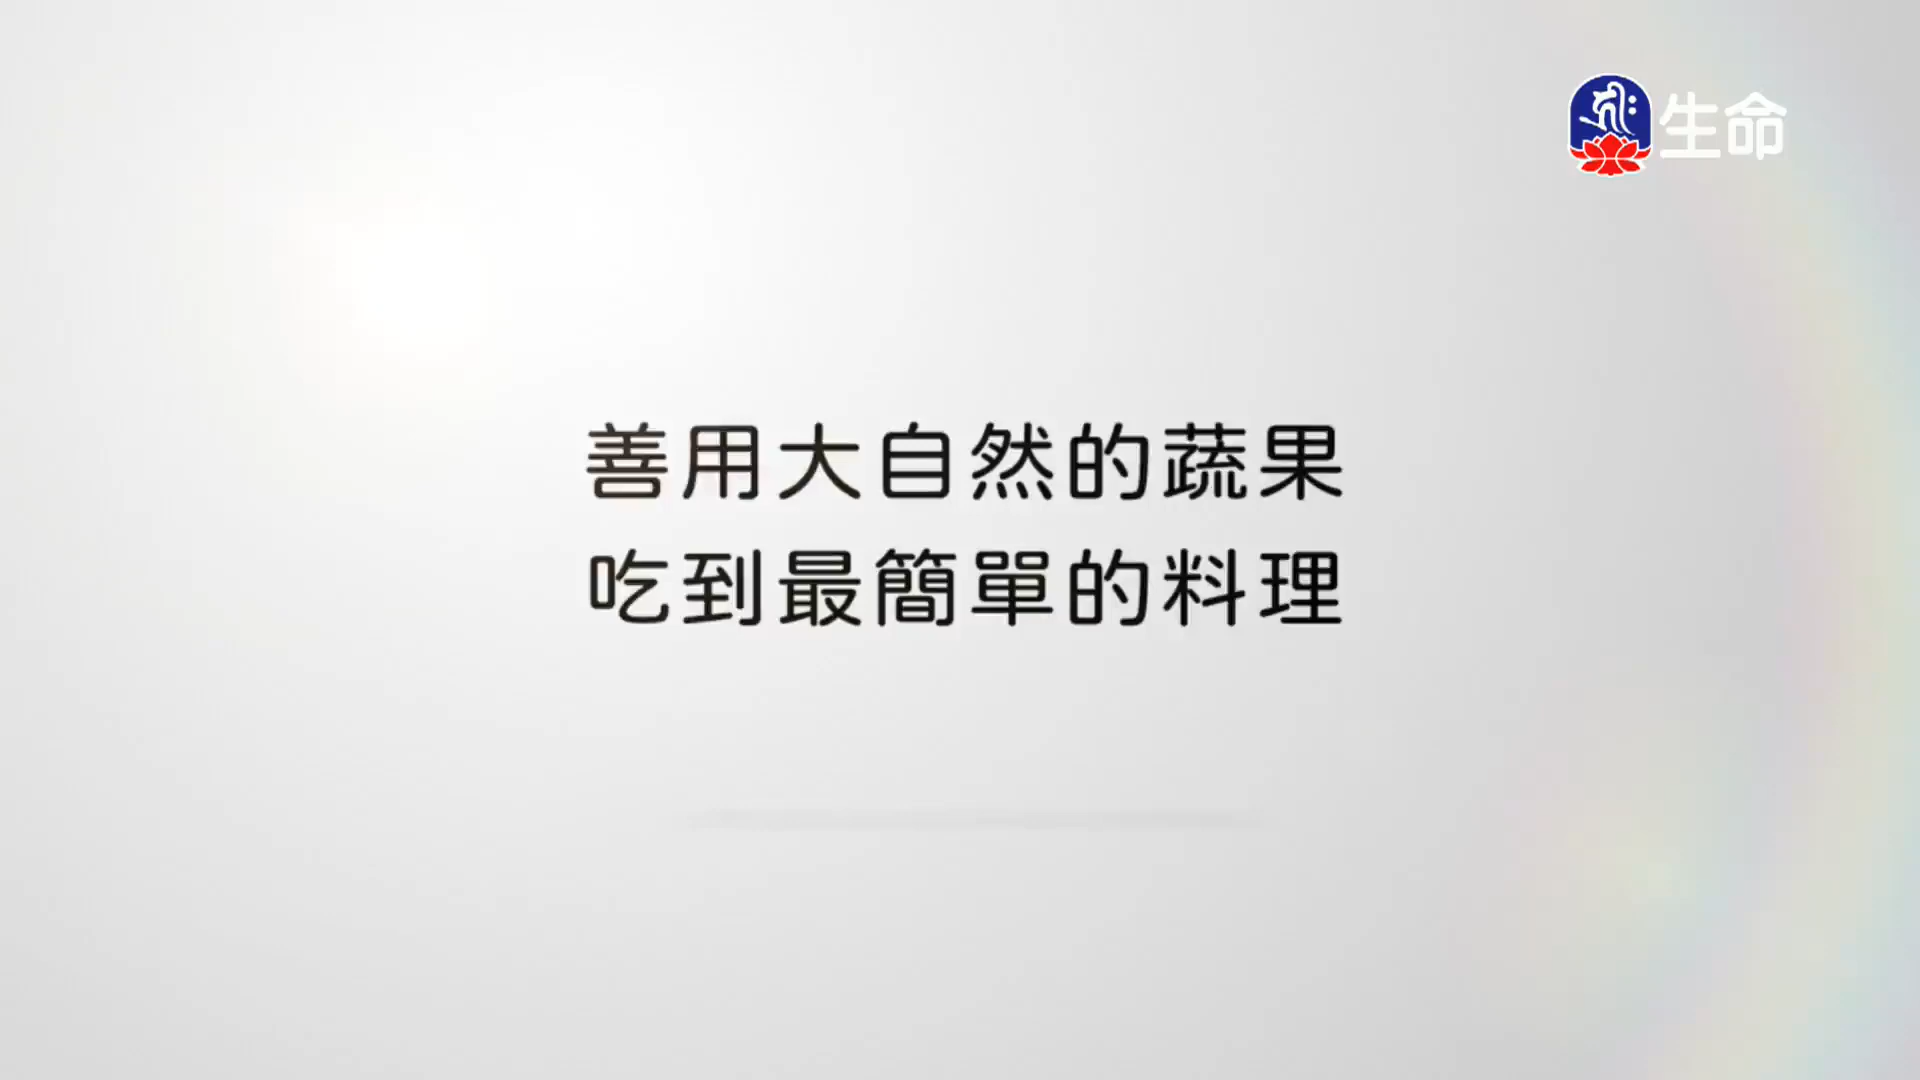 生命
善用大自然的蔬果
吃到最簡單的料理